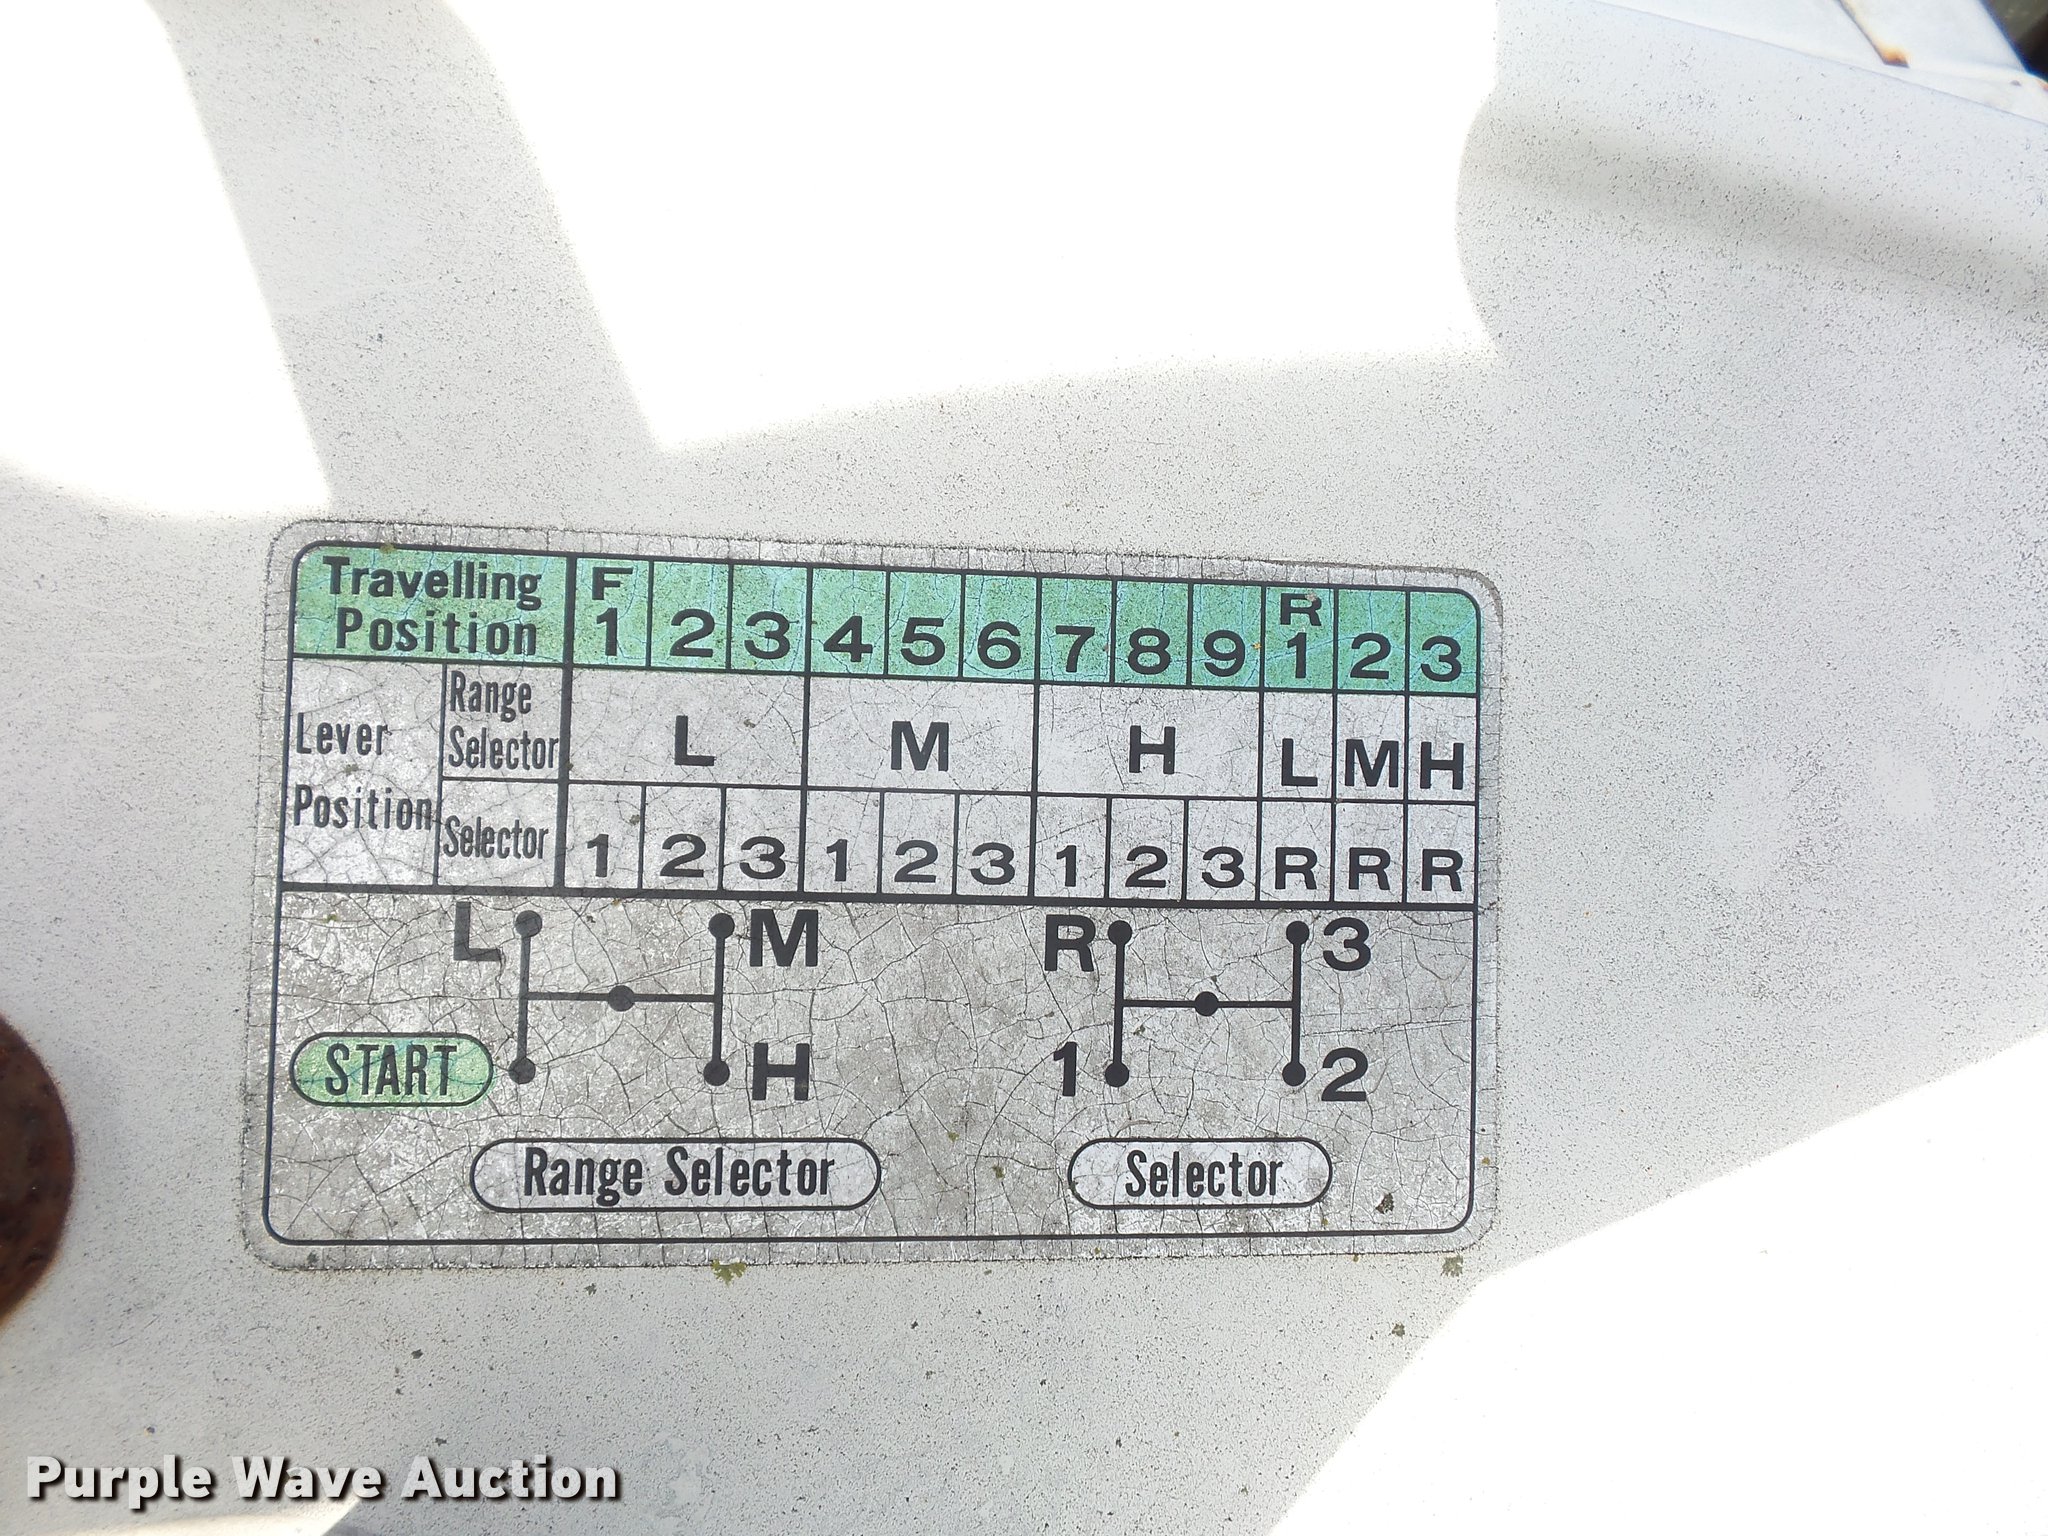 Travelling Position F 1 2 3 4 5 6 7 8 9 R 1 2 3
Lever Position Range Selector L M H L M H
Selector 1 2 3 1 2 3 1 2 3 R R R
L M R 3
START H 1 2
Range Selector Selector
Purple Wave Auction